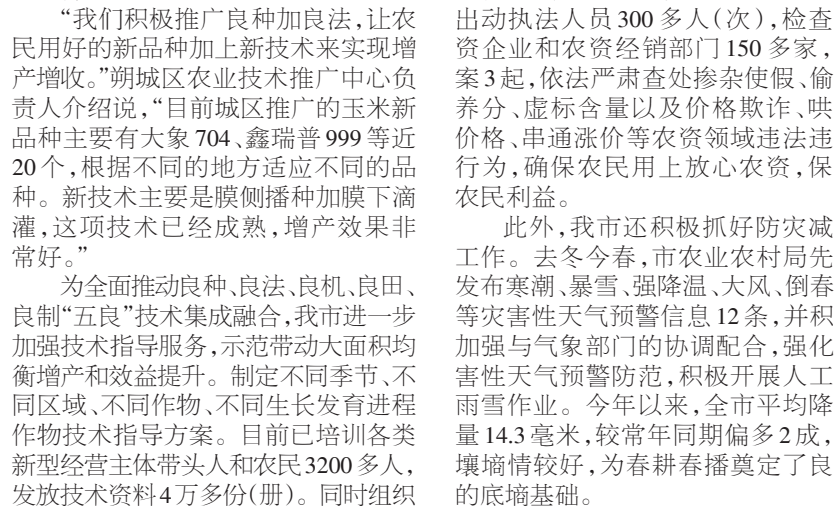 “我们积极推广良种加良法，让农
民用好的新品种加上新技术来实现增
产增收。”朔城区农业技术推广中心负
责人介绍说，“目前城区推广的玉米新
品种主要有大象704、鑫瑞普999等近
20个，根据不同的地方适应不同的品
种。新技术主要是膜侧播种加膜下滴
灌，这项技术已经成熟，增产效果非
常好。”
为全面推动良种、良法、良机、良田、
良制“五良”技术集成融合，我市进一步
加强技术指导服务，示范带动大面积均
衡增产和效益提升。制定不同季节、不
同区域、不同作物、不同生长发育进程
作物技术指导方案。目前已培训各类
新型经营主体带头人和农民3200多人，
发放技术资料4万多份（册）。同时组织
出动执法人员300多人（次），检查
资企业和农资经销部门150多家，
案3起，依法严肃查处掺杂使假、偷
养分、虚标含量以及价格欺诈、哄
价格、串通涨价等农资领域违法违
行为，确保农民用上放心农资，保
农民利益。
此外，我市还积极抓好防灾减
工作。去冬今春，市农业农村局先
发布寒潮、暴雪、强降温、大风、倒春
等灾害性天气预警信息12条，并积
加强与气象部门的协调配合，强化
害性天气预警防范，积极开展人工
雨雪作业。今年以来，全市平均降
量14.3毫米，较常年同期偏多2成，
壤墒情较好，为春耕春播奠定了良
的底墒基础。